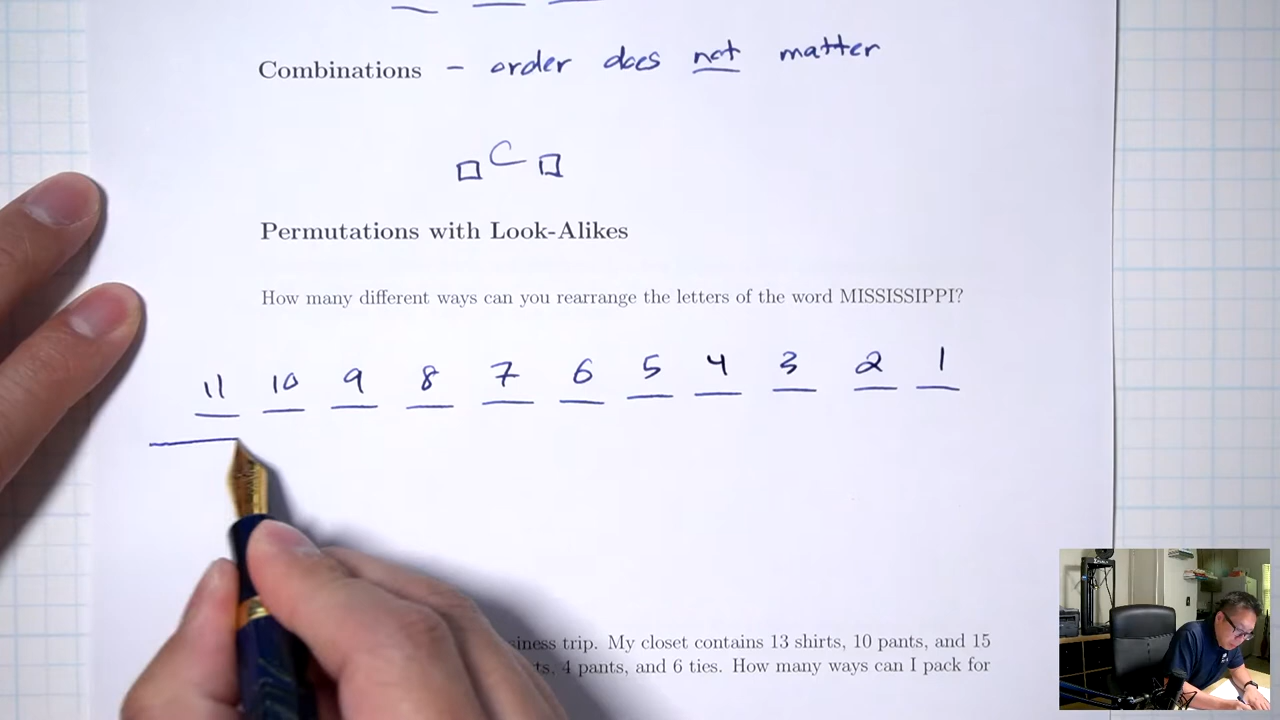 Combinations - order does not matter
□ C □
Permutations with Look-Alikes
How many different ways can you rearrange the letters of the word MISSISSIPPI?
11 10 9 8 7 6 5 4 3 2 1
trip. My closet contains 13 shirts, 10 pants, and 15
4 pants, and 6 ties. How many ways can I pack for